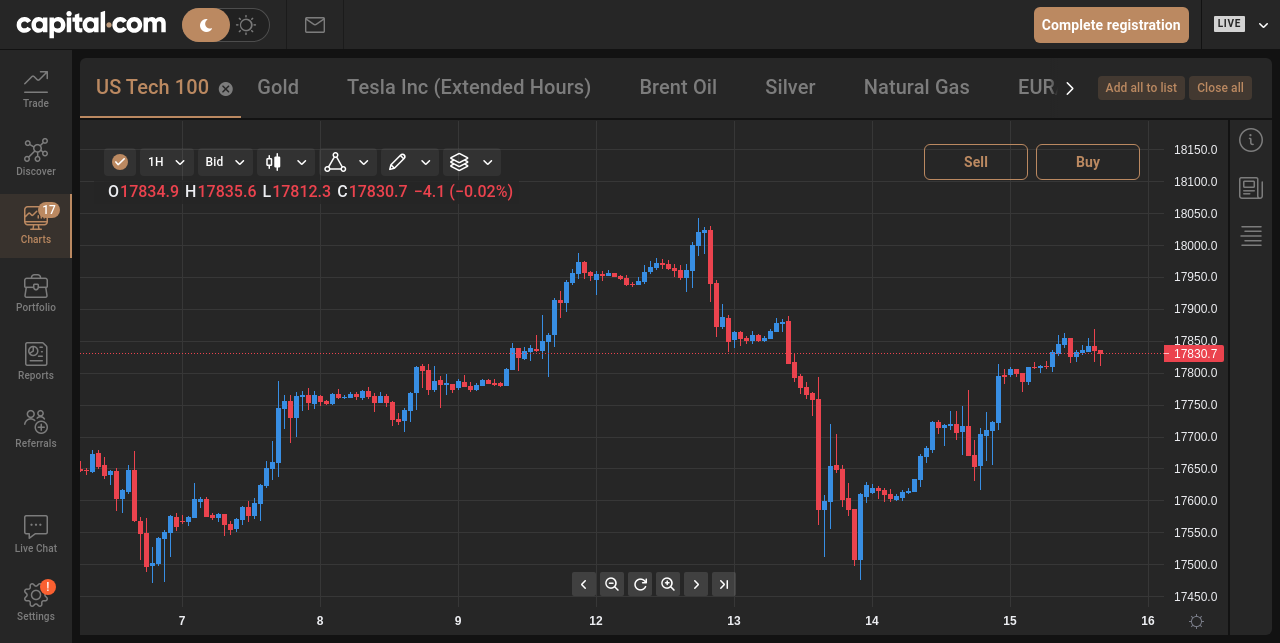 capital.com
Complete registration
LIVE
US Tech 100
Gold
Tesla Inc (Extended Hours)
Brent Oil
Silver
Natural Gas
EUR
Add all to list
Close all
Trade
Discover
17
Charts
Portfolio
Reports
Referrals
Live Chat
!
Settings
1H
Bid
O17834.9 H17835.6 L17812.3 C17830.7 −4.1 (−0.02%)
Sell
Buy
18150.0
18100.0
18050.0
18000.0
17950.0
17900.0
17850.0
17830.7
17800.0
17750.0
17700.0
17650.0
17600.0
17550.0
17500.0
17450.0
7 8 9 12 13 14 15 16